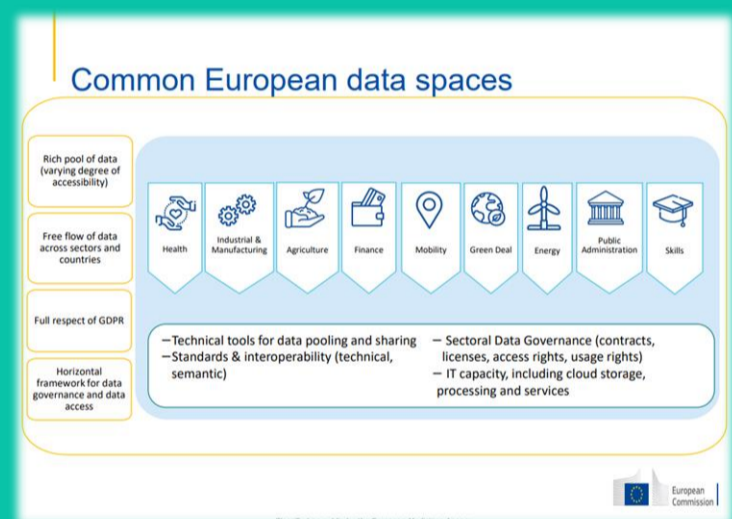 Common European data spaces
Rich pool of data
(varying degree of
accessibility)
Free flow of data
across sectors and
countries
Full respect of GDPR
Horizontal
framework for data
governance and data
access
Health
Industrial &
Manufacturing
Agriculture
Finance
Mobility
Green Deal
Energy
Public
Administration
Skills
–Technical tools for data pooling and sharing
–Standards & interoperability (technical,
semantic)
– Sectoral Data Governance (contracts,
licenses, access rights, usage rights)
– IT capacity, including cloud storage,
processing and services
European
Commission